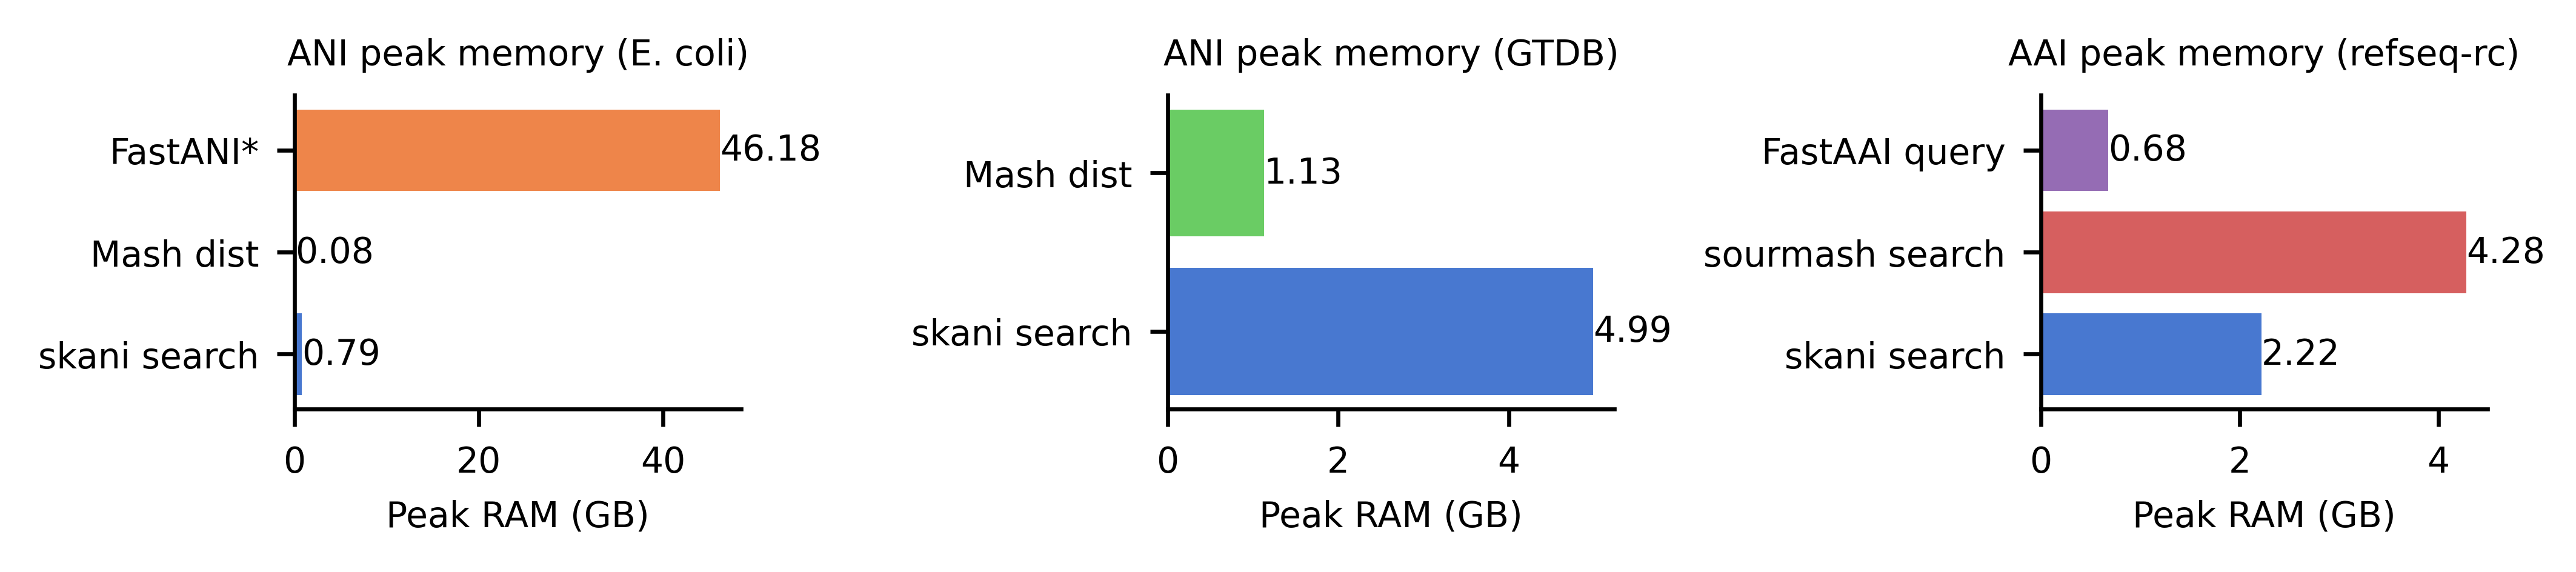 ANI peak memory (E. coli)
FastANI*
46.18
Mash dist
0.08
skani search
0.79
0 20 40
Peak RAM (GB)
ANI peak memory (GTDB)
Mash dist
1.13
skani search
4.99
0 2 4
Peak RAM (GB)
AAI peak memory (refseq-rc)
FastAAI query
0.68
sourmash search
4.28
skani search
2.22
0 2 4
Peak RAM (GB)